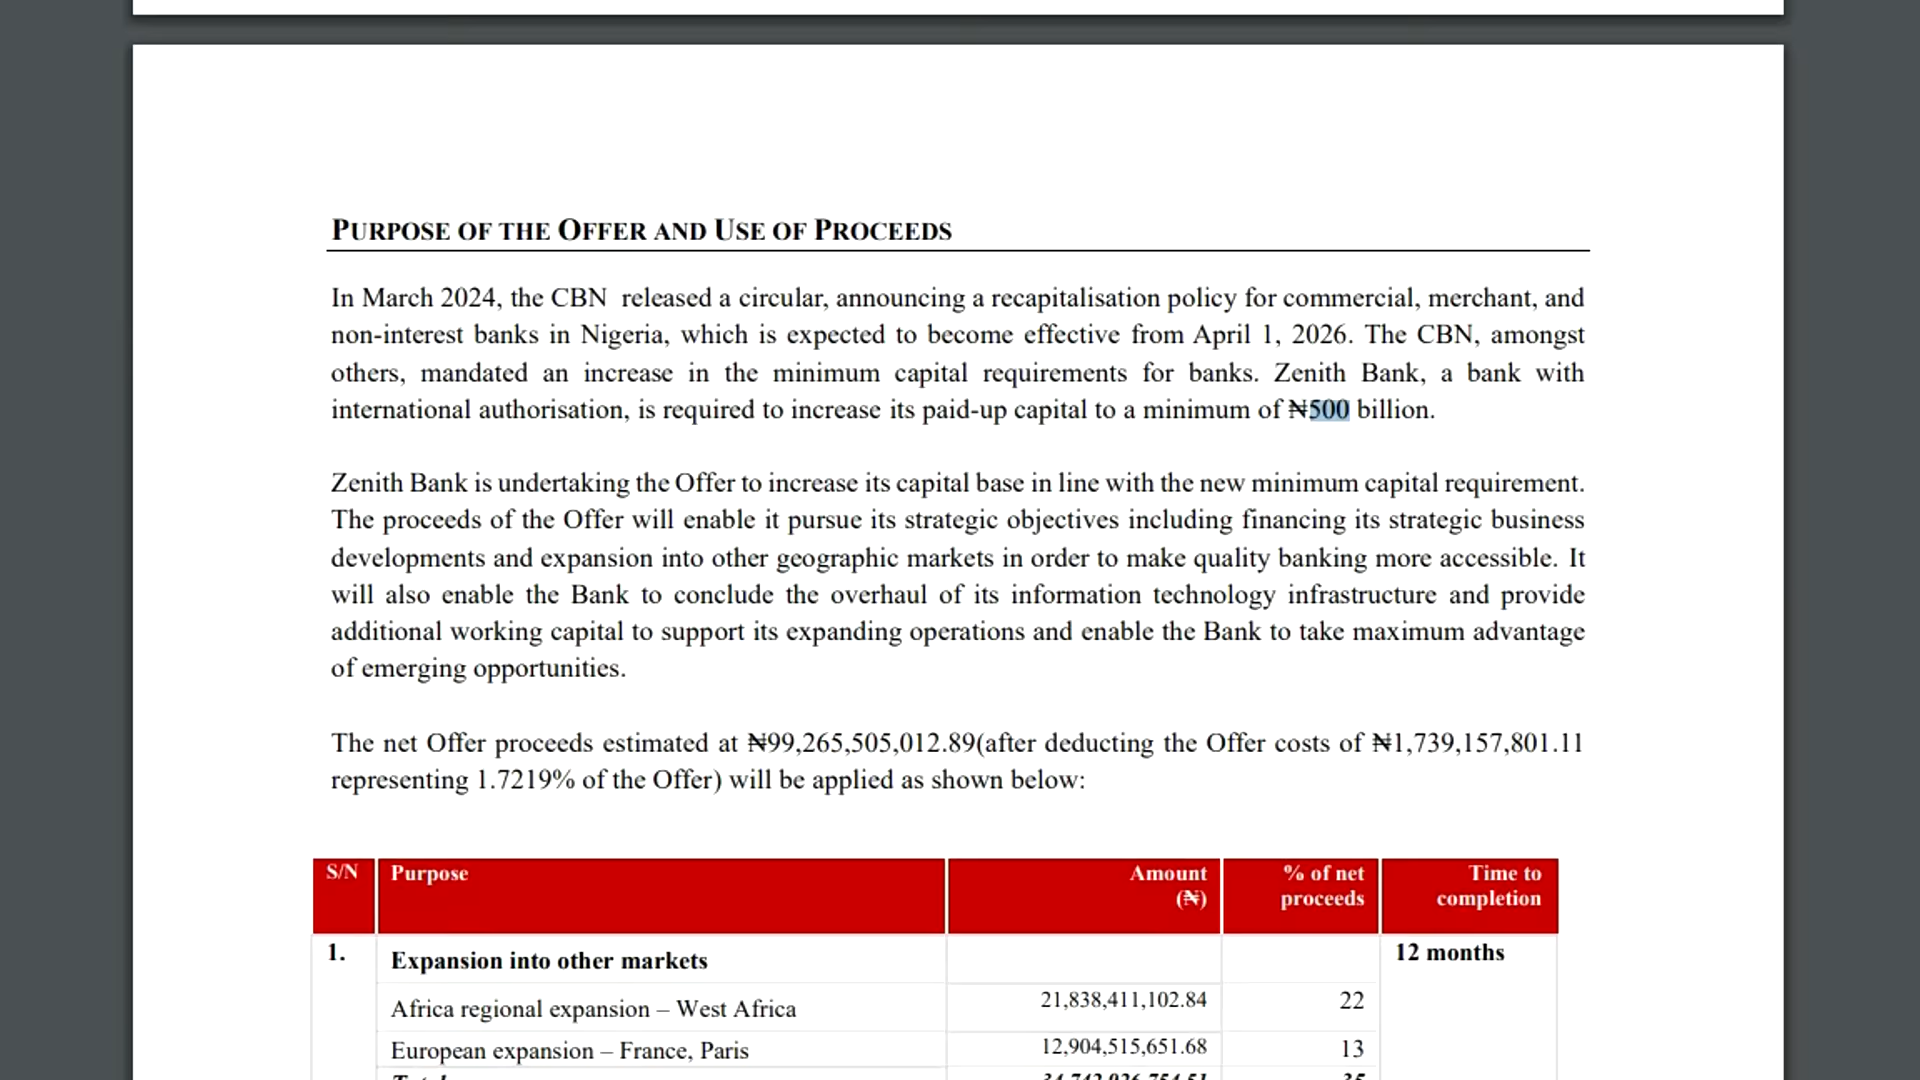 PURPOSE OF THE OFFER AND USE OF PROCEEDS
In March 2024, the CBN released a circular, announcing a recapitalisation policy for commercial, merchant, and
non-interest banks in Nigeria, which is expected to become effective from April 1, 2026. The CBN, amongst
others, mandated an increase in the minimum capital requirements for banks. Zenith Bank, a bank with
international authorisation, is required to increase its paid-up capital to a minimum of ₦500 billion.
Zenith Bank is undertaking the Offer to increase its capital base in line with the new minimum capital requirement.
The proceeds of the Offer will enable it pursue its strategic objectives including financing its strategic business
developments and expansion into other geographic markets in order to make quality banking more accessible. It
will also enable the Bank to conclude the overhaul of its information technology infrastructure and provide
additional working capital to support its expanding operations and enable the Bank to take maximum advantage
of emerging opportunities.
The net Offer proceeds estimated at ₦99,265,505,012.89(after deducting the Offer costs of ₦1,739,157,801.11
representing 1.7219% of the Offer) will be applied as shown below:
S/N Purpose Amount (₦) % of net proceeds Time to completion
1. Expansion into other markets 12 months
Africa regional expansion – West Africa 21,838,411,102.84 22
European expansion – France, Paris 12,904,515,651.68 13